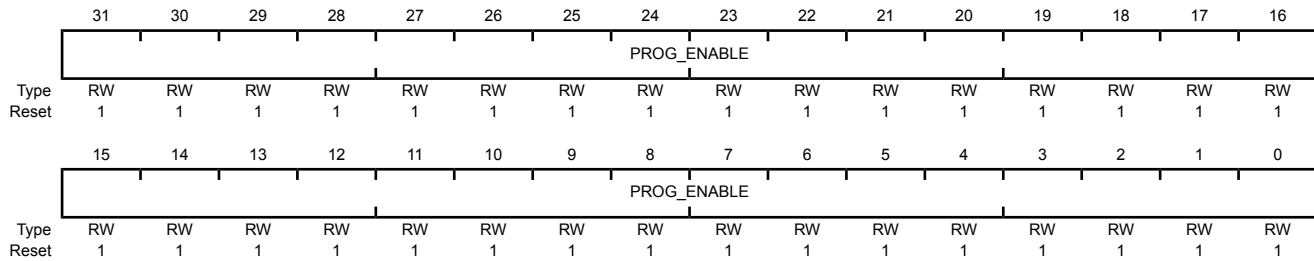 31 30 29 28 27 26 25 24 23 22 21 20 19 18 17 16
PROG_ENABLE
Type RW RW RW RW RW RW RW RW RW RW RW RW RW RW RW RW
Reset 1 1 1 1 1 1 1 1 1 1 1 1 1 1 1 1
15 14 13 12 11 10 9 8 7 6 5 4 3 2 1 0
PROG_ENABLE
Type RW RW RW RW RW RW RW RW RW RW RW RW RW RW RW RW
Reset 1 1 1 1 1 1 1 1 1 1 1 1 1 1 1 1